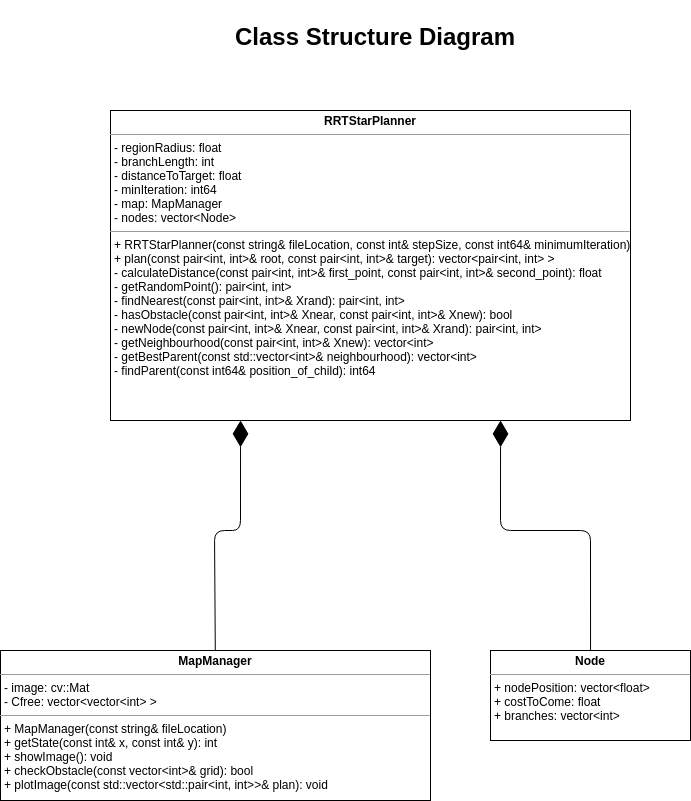 Class Structure Diagram
RRTStarPlanner
- regionRadius: float
- branchLength: int
- distanceToTarget: float
- minIteration: int64
- map: MapManager
- nodes: vector<Node>
+ RRTStarPlanner(const string& fileLocation, const int& stepSize, const int64& minimumIteration)
+ plan(const pair<int, int>& root, const pair<int, int>& target): vector<pair<int, int> >
- calculateDistance(const pair<int, int>& first_point, const pair<int, int>& second_point): float
- getRandomPoint(): pair<int, int>
- findNearest(const pair<int, int>& Xrand): pair<int, int>
- hasObstacle(const pair<int, int>& Xnear, const pair<int, int>& Xnew): bool
- newNode(const pair<int, int>& Xnear, const pair<int, int>& Xrand): pair<int, int>
- getNeighbourhood(const pair<int, int>& Xnew): vector<int>
- getBestParent(const std::vector<int>& neighbourhood): vector<int>
- findParent(const int64& position_of_child): int64
MapManager
- image: cv::Mat
- Cfree: vector<vector<int> >
+ MapManager(const string& fileLocation)
+ getState(const int& x, const int& y): int
+ showImage(): void
+ checkObstacle(const vector<int>& grid): bool
+ plotImage(const std::vector<std::pair<int, int>>& plan): void
Node
+ nodePosition: vector<float>
+ costToCome: float
+ branches: vector<int>